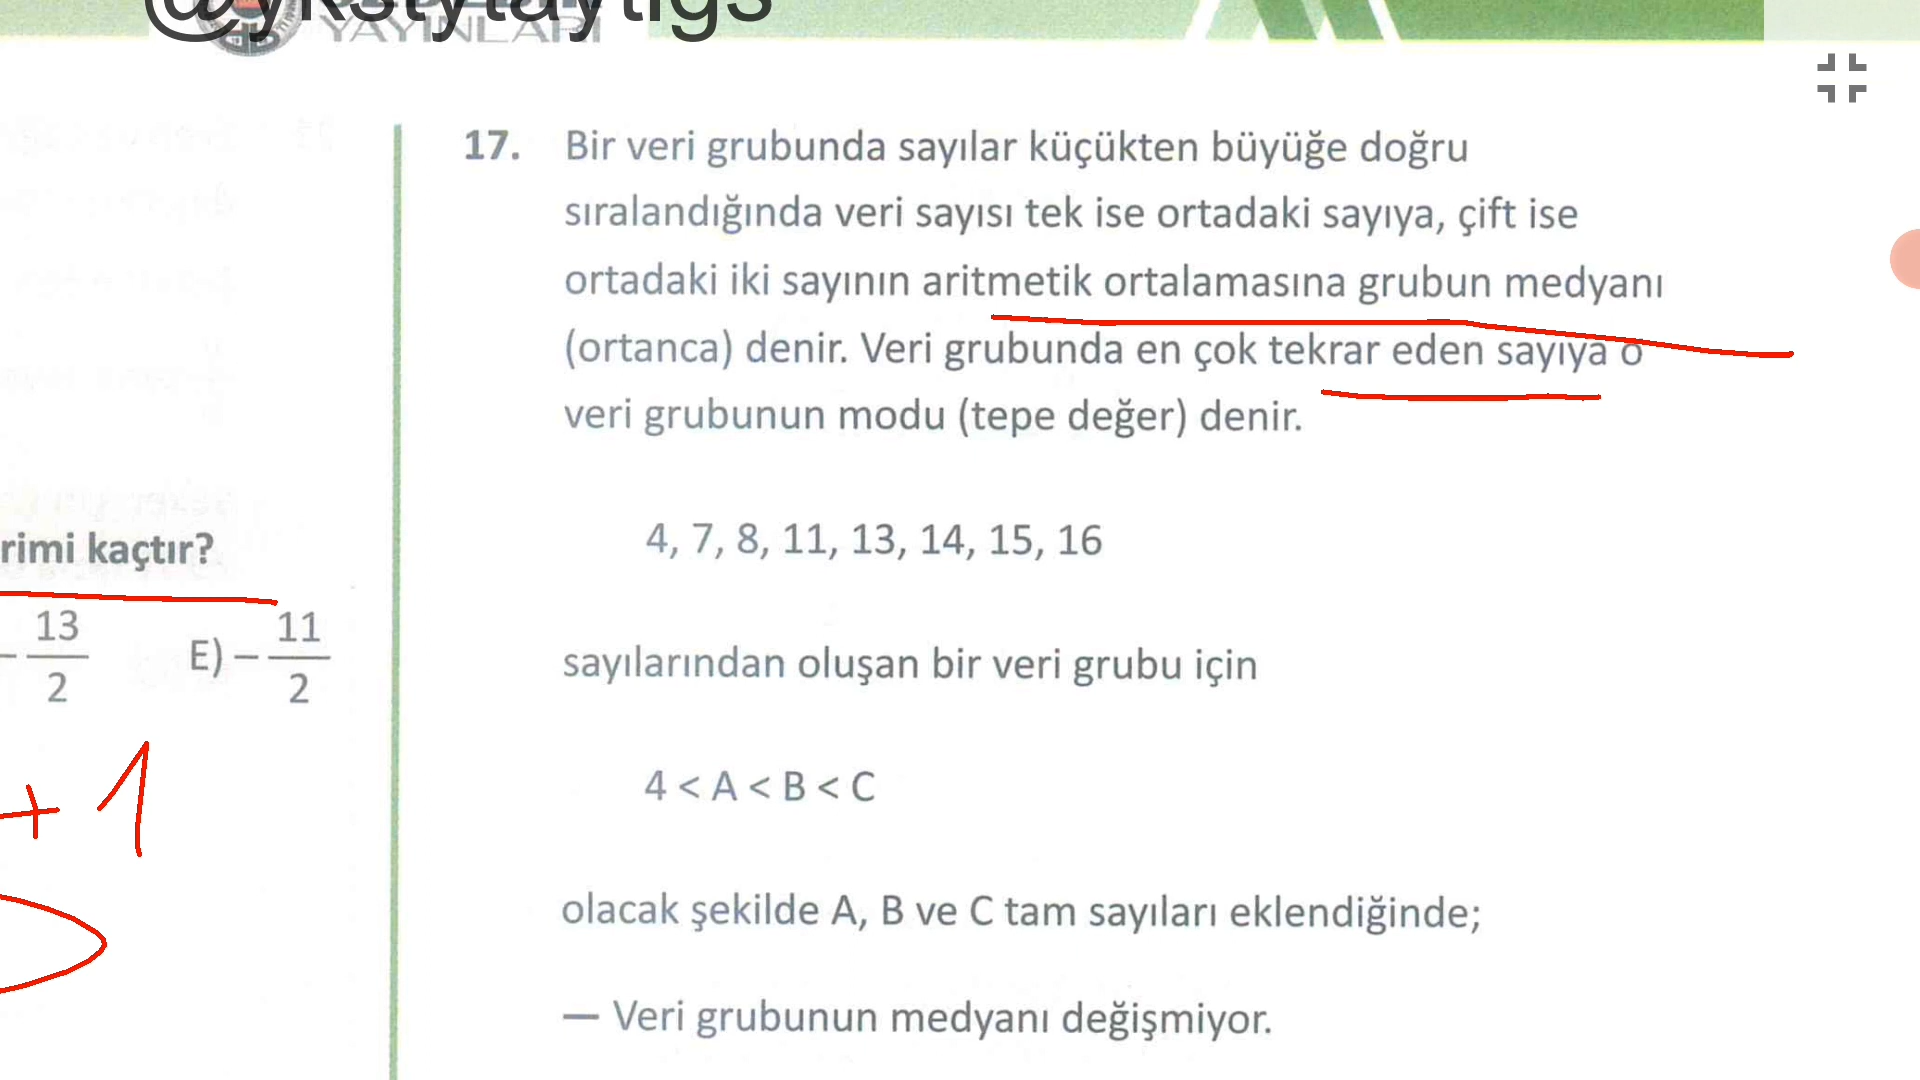 @ykstytaytlgs
YAYINLARI
17. Bir veri grubunda sayılar küçükten büyüğe doğru
sıralandığında veri sayısı tek ise ortadaki sayıya, çift ise
ortadaki iki sayının aritmetik ortalamasına grubun medyanı
(ortanca) denir. Veri grubunda en çok tekrar eden sayıya o
veri grubunun modu (tepe değer) denir.
4, 7, 8, 11, 13, 14, 15, 16
sayılarından oluşan bir veri grubu için
4 < A < B < C
olacak şekilde A, B ve C tam sayıları eklendiğinde;
— Veri grubunun medyanı değişmiyor.
rimi kaçtır?
- 13/2 E) - 11/2
+ 1